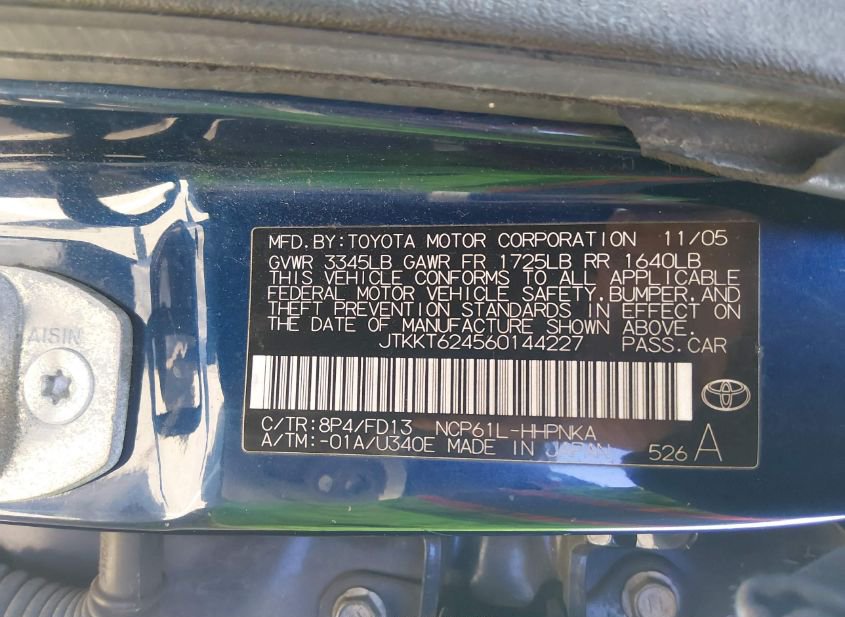 MFD.BY:TOYOTA MOTOR CORPORATION 11/05
GVWR 3345LB GAWR FR 1725LB RR 1640LB
THIS VEHICLE CONFORMS TO ALL APPLICABLE
FEDERAL MOTOR VEHICLE SAFETY,BUMPER,AND
THEFT PREVENTION STANDARDS IN EFFECT ON
THE DATE OF MANUFACTURE SHOWN ABOVE.
JTKKT624560144227 PASS.CAR
C/TR:8P4/FD13 NCP61L-HHPNKA
A/TM:-01A/U340E MADE IN JAPAN 526 A
AISIN